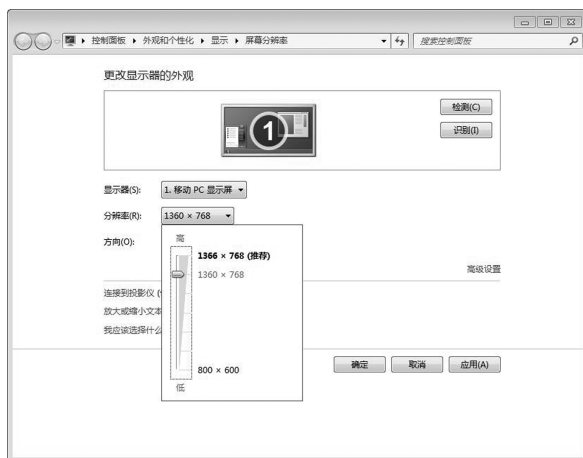 控制面板 ▸ 外观和个性化 ▸ 显示 ▸ 屏幕分辨率
搜索控制面板
更改显示器的外观
1
检测(C)
识别(I)
显示器(S):
1. 移动 PC 显示屏
分辨率(R):
1360 × 768
方向(O):
高
1366 × 768 (推荐)
1360 × 768
高级设置
连接到投影仪 (
放大或缩小文本
我应该选择什么
800 × 600
低
确定
取消
应用(A)